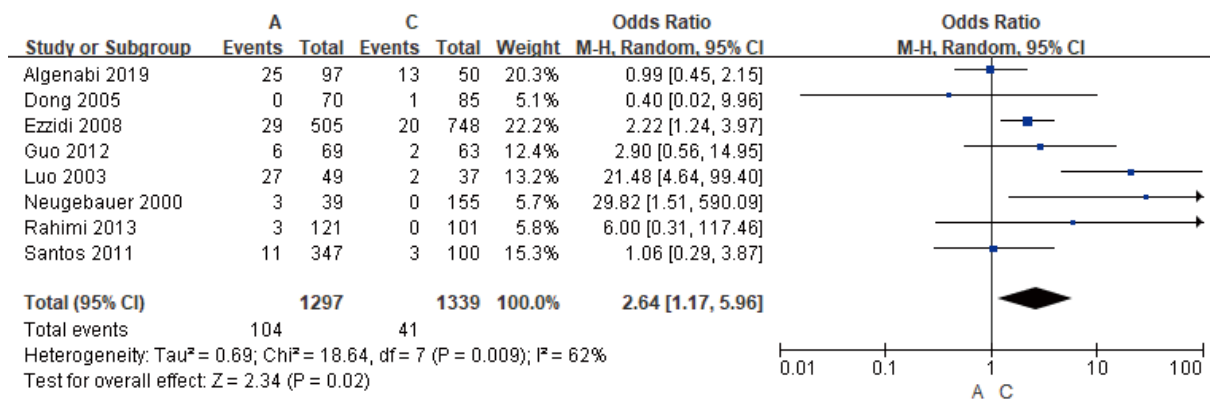 A C Odds Ratio Odds Ratio
Study or Subgroup Events Total Events Total Weight M-H, Random, 95% CI M-H, Random, 95% CI
Algenabi 2019 25 97 13 50 20.3% 0.99 [0.45, 2.15]
Dong 2005 0 70 1 85 5.1% 0.40 [0.02, 9.96]
Ezzidi 2008 29 505 20 748 22.2% 2.22 [1.24, 3.97]
Guo 2012 6 69 2 63 12.4% 2.90 [0.56, 14.95]
Luo 2003 27 49 2 37 13.2% 21.48 [4.64, 99.40]
Neugebauer 2000 3 39 0 155 5.7% 29.82 [1.51, 590.09]
Rahimi 2013 3 121 0 101 5.8% 6.00 [0.31, 117.46]
Santos 2011 11 347 3 100 15.3% 1.06 [0.29, 3.87]
Total (95% CI) 1297 1339 100.0% 2.64 [1.17, 5.96]
Total events 104 41
Heterogeneity: Tau² = 0.69; Chi² = 18.64, df = 7 (P = 0.009); I² = 62%
Test for overall effect: Z = 2.34 (P = 0.02)
0.01 0.1 1 10 100
A C